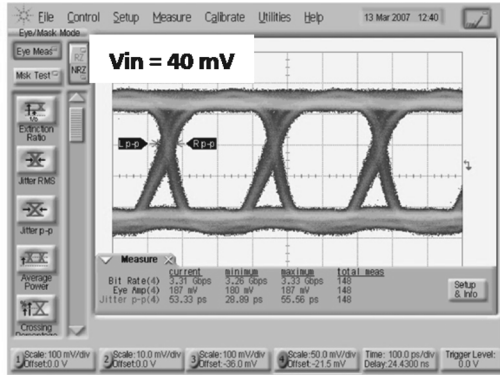 File Control Setup Measure Calibrate Utilities Help 13 Mar 2007 12:40
Eye/Mask Mode
Eye Meas
RZ
NRZ
Msk Test
Vin = 40 mV
Extinction
Ratio
Jitter RMS
Jitter p-p
Average
Power
Crossing
L p-p R p-p
Measure
current minimum maximum total meas
Bit Rate(4) 3.31 Gbps 3.26 Gbps 3.33 Gbps 148
Eye Amp(4) 187 mV 180 mV 187 mV 148
Jitter p-p(4) 53.33 ps 28.89 ps 55.56 ps 148
Setup
& Info
1 Scale: 100 mV/div
Offset:0.0 V
2 Scale:10.0 mV/div
Offset:0.0 V
3 Scale:100 mV/div
Offset:-36.0 mV
4 Scale:50.0 mV/div
Offset:-21.5 mV
Time: 100.0 ps/div
Delay:24.4300 ns
Trigger Level:
0.0 V